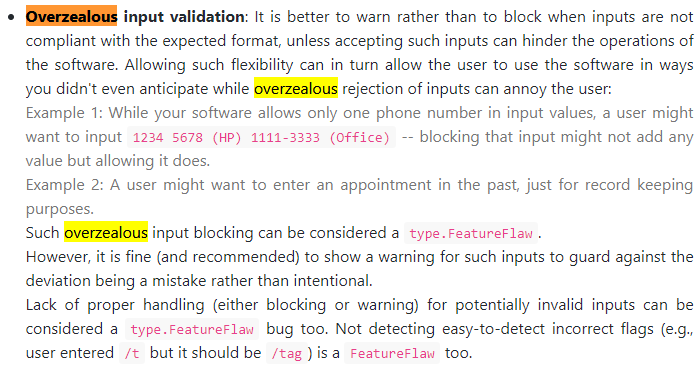 Overzealous input validation: It is better to warn rather than to block when inputs are not
compliant with the expected format, unless accepting such inputs can hinder the operations of
the software. Allowing such flexibility can in turn allow the user to use the software in ways
you didn't even anticipate while overzealous rejection of inputs can annoy the user:
Example 1: While your software allows only one phone number in input values, a user might
want to input 1234 5678 (HP) 1111-3333 (Office) -- blocking that input might not add any
value but allowing it does.
Example 2: A user might want to enter an appointment in the past, just for record keeping
purposes.
Such overzealous input blocking can be considered a type.FeatureFlaw.
However, it is fine (and recommended) to show a warning for such inputs to guard against the
deviation being a mistake rather than intentional.
Lack of proper handling (either blocking or warning) for potentially invalid inputs can be
considered a type.FeatureFlaw bug too. Not detecting easy-to-detect incorrect flags (e.g.,
user entered /t but it should be /tag) is a FeatureFlaw too.